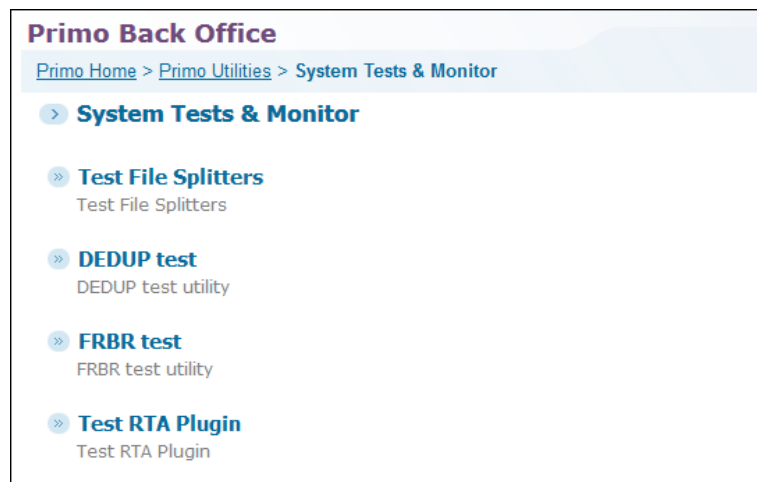 Primo Back Office
Primo Home > Primo Utilities > System Tests & Monitor
System Tests & Monitor
Test File Splitters
Test File Splitters
DEDUP test
DEDUP test utility
FRBR test
FRBR test utility
Test RTA Plugin
Test RTA Plugin